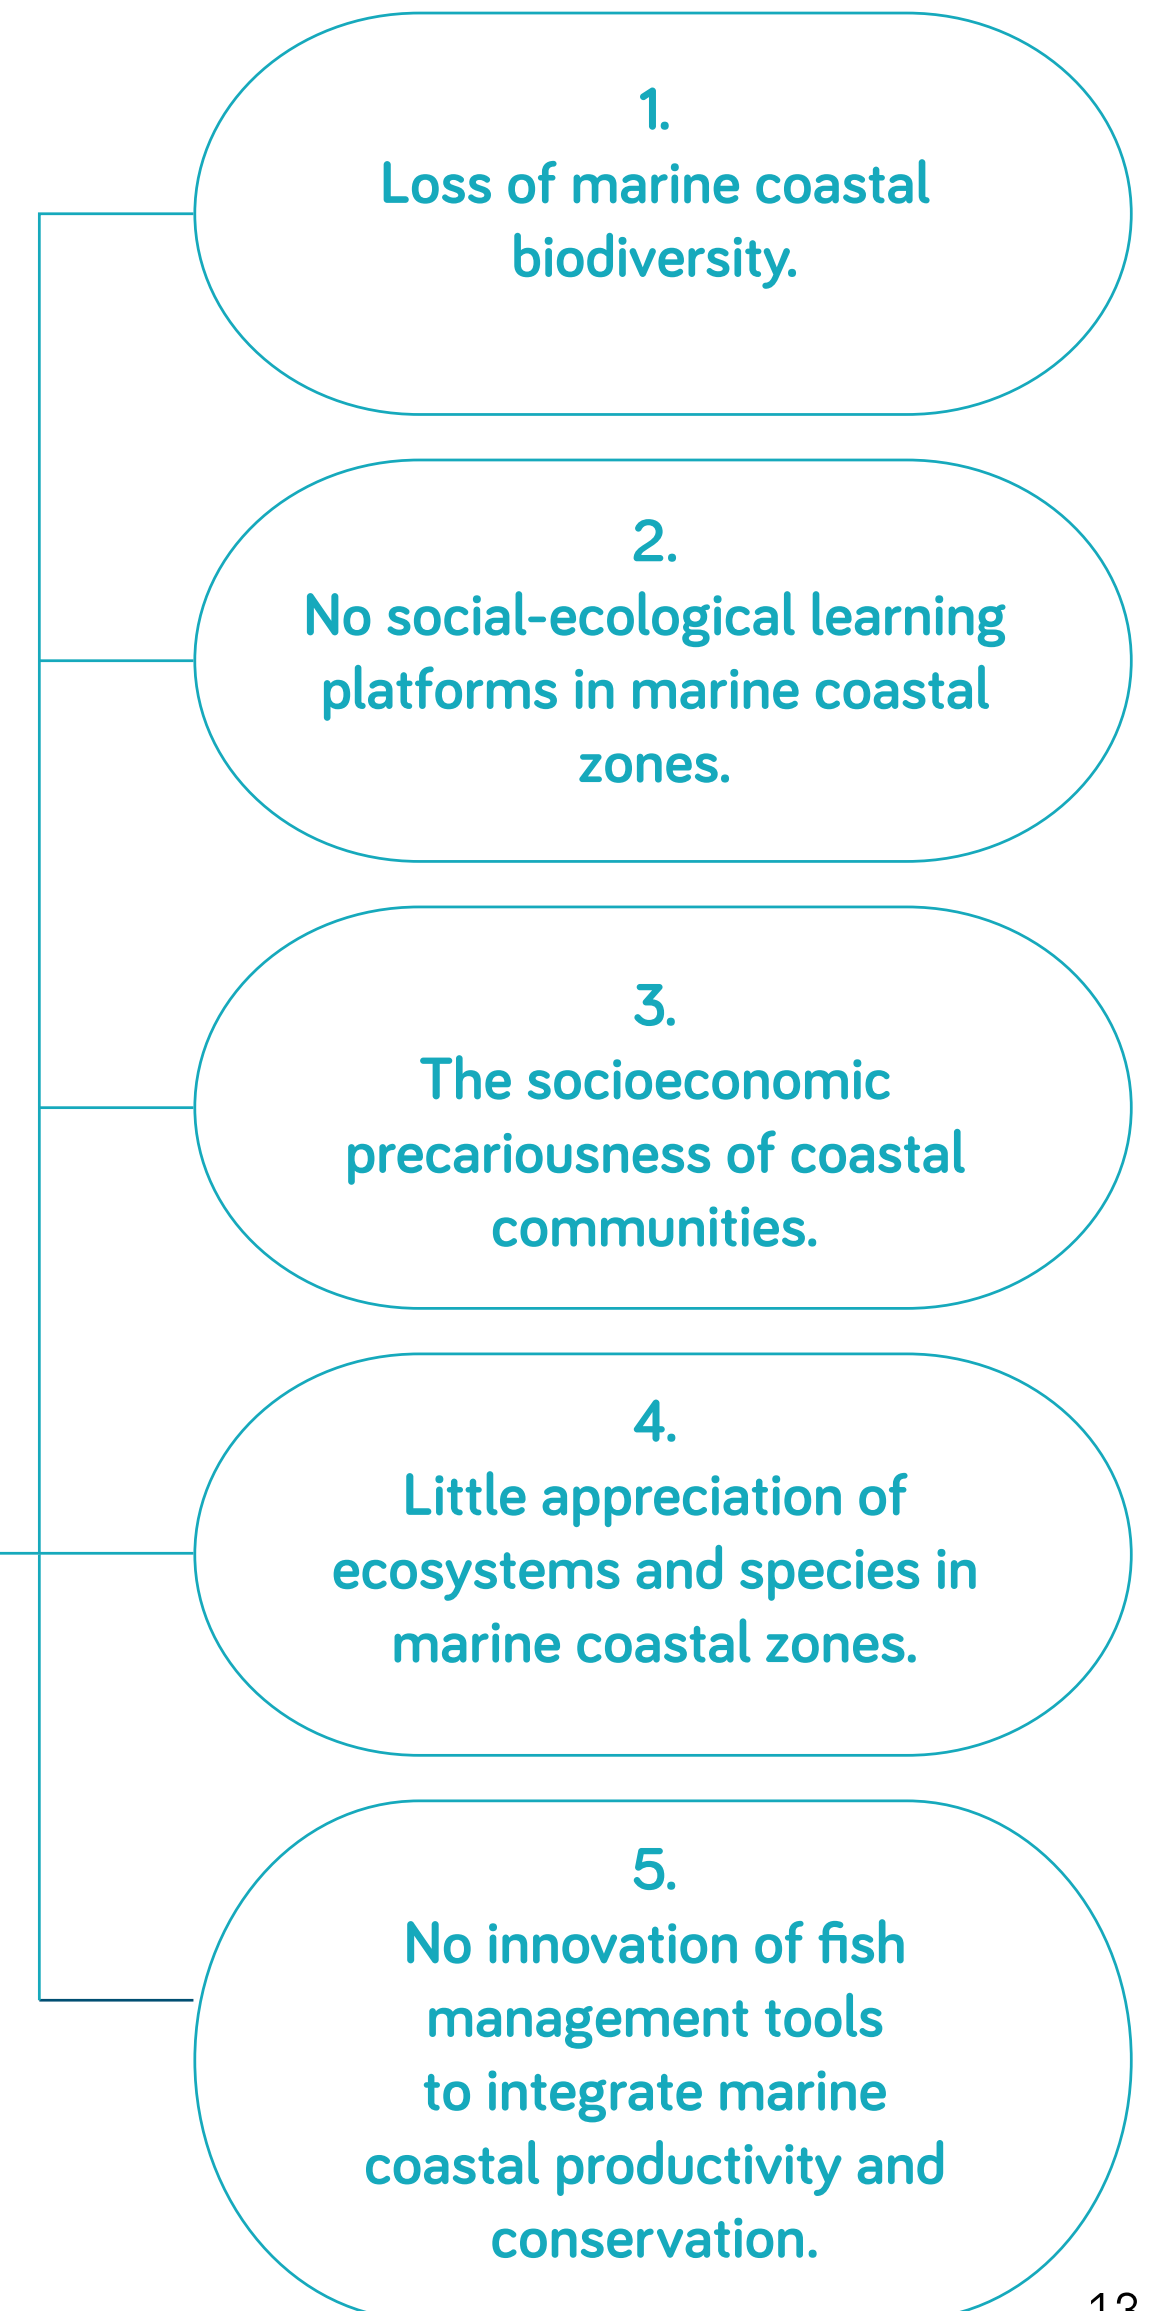 1.
Loss of marine coastal
biodiversity.
2.
No social-ecological learning
platforms in marine coastal
zones.
3.
The socioeconomic
precariousness of coastal
communities.
4.
Little appreciation of
ecosystems and species in
marine coastal zones.
5.
No innovation of fish
management tools
to integrate marine
coastal productivity and
conservation.
13